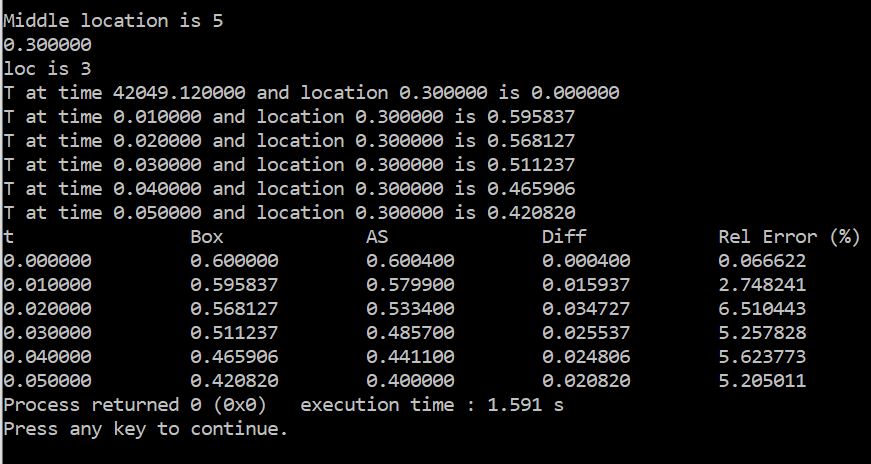 Middle location is 5
0.300000
loc is 3
T at time 42049.120000 and location 0.300000 is 0.000000
T at time 0.010000 and location 0.300000 is 0.595837
T at time 0.020000 and location 0.300000 is 0.568127
T at time 0.030000 and location 0.300000 is 0.511237
T at time 0.040000 and location 0.300000 is 0.465906
T at time 0.050000 and location 0.300000 is 0.420820
t Box AS Diff Rel Error (%)
0.000000 0.600000 0.600400 0.000400 0.066622
0.010000 0.595837 0.579900 0.015937 2.748241
0.020000 0.568127 0.533400 0.034727 6.510443
0.030000 0.511237 0.485700 0.025537 5.257828
0.040000 0.465906 0.441100 0.024806 5.623773
0.050000 0.420820 0.400000 0.020820 5.205011
Process returned 0 (0x0) execution time : 1.591 s
Press any key to continue.